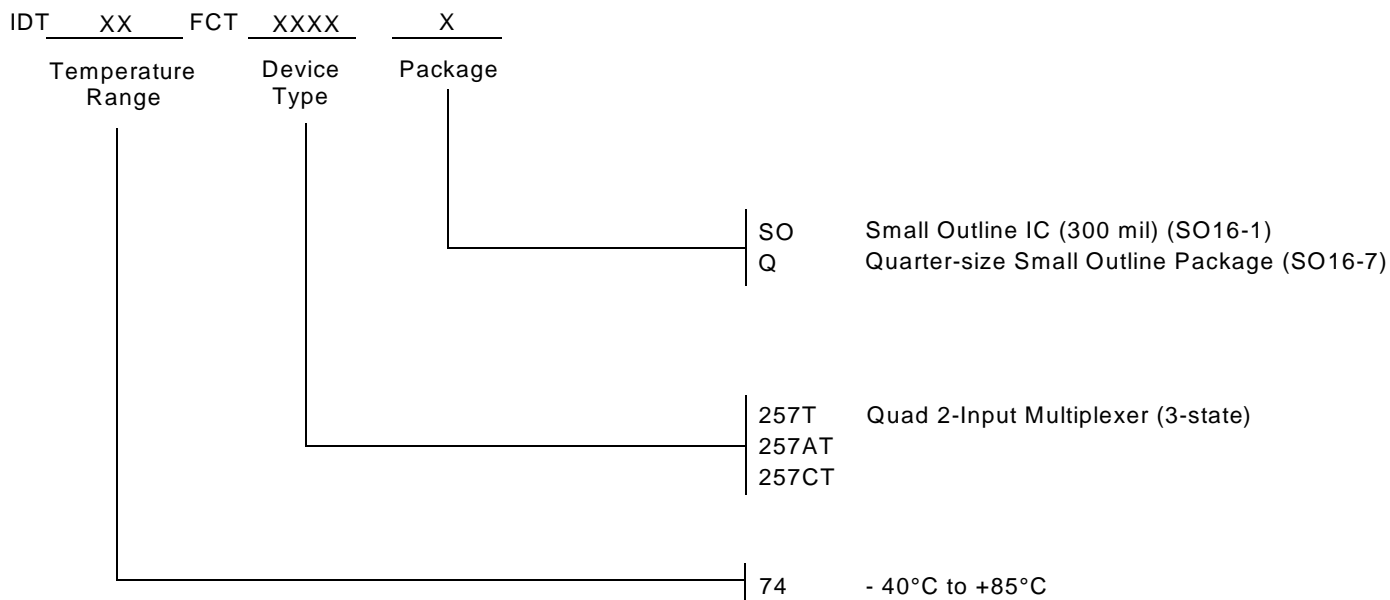 IDT XX FCT XXXX X
Temperature Range
Device Type
Package
SO Small Outline IC (300 mil) (SO16-1)
Q Quarter-size Small Outline Package (SO16-7)
257T Quad 2-Input Multiplexer (3-state)
257AT
257CT
74 - 40°C to +85°C